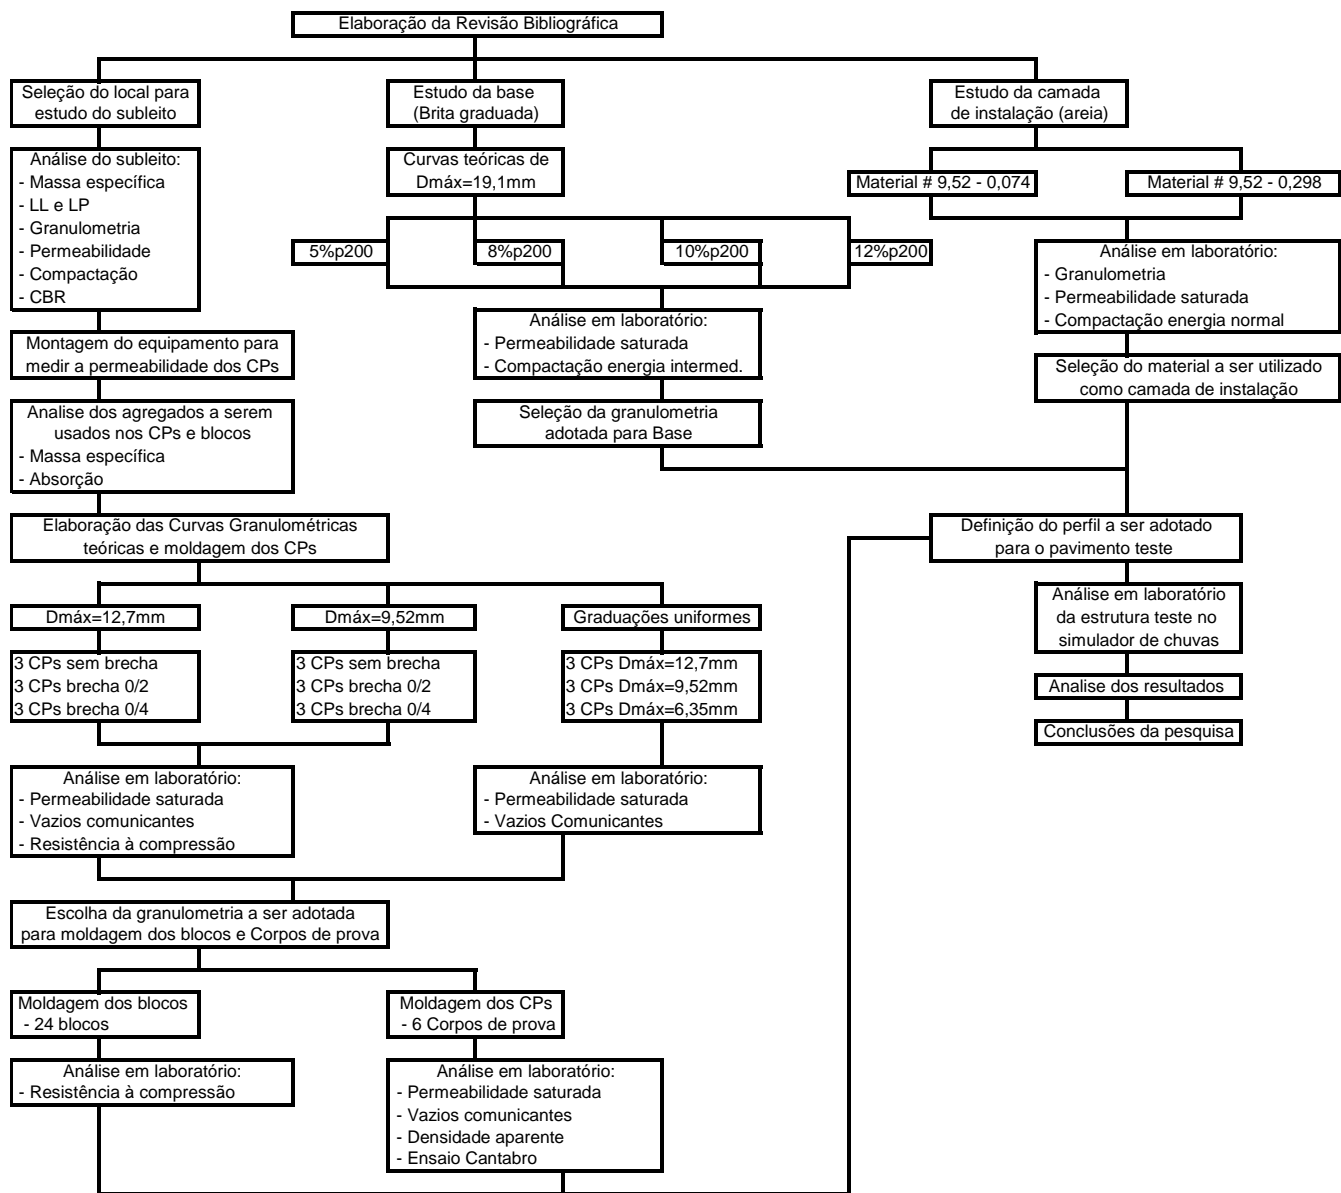 Elaboração da Revisão Bibliográfica
Seleção do local para
estudo do subleito
Estudo da base
(Brita graduada)
Estudo da camada
de instalação (areia)
Análise do subleito:
- Massa específica
- LL e LP
- Granulometria
- Permeabilidade
- Compactação
- CBR
Curvas teóricas de
Dmáx=19,1mm
Material # 9,52 - 0,074
Material # 9,52 - 0,298
5%p200
8%p200
10%p200
12%p200
Análise em laboratório:
- Granulometria
- Permeabilidade saturada
- Compactação energia normal
Análise em laboratório:
- Permeabilidade saturada
- Compactação energia intermed.
Montagem do equipamento para
medir a permeabilidade dos CPs
Seleção do material a ser utilizado
como camada de instalação
Analise dos agregados a serem
usados nos CPs e blocos
- Massa específica
- Absorção
Seleção da granulometria
adotada para Base
Elaboração das Curvas Granulométricas
teóricas e moldagem dos CPs
Definição do perfil a ser adotado
para o pavimento teste
Dmáx=12,7mm
Dmáx=9,52mm
Graduações uniformes
Análise em laboratório
da estrutura teste no
simulador de chuvas
3 CPs sem brecha
3 CPs brecha 0/2
3 CPs brecha 0/4
3 CPs sem brecha
3 CPs brecha 0/2
3 CPs brecha 0/4
3 CPs Dmáx=12,7mm
3 CPs Dmáx=9,52mm
3 CPs Dmáx=6,35mm
Analise dos resultados
Conclusões da pesquisa
Análise em laboratório:
- Permeabilidade saturada
- Vazios comunicantes
- Resistência à compressão
Análise em laboratório:
- Permeabilidade saturada
- Vazios Comunicantes
Escolha da granulometria a ser adotada
para moldagem dos blocos e Corpos de prova
Moldagem dos blocos
- 24 blocos
Moldagem dos CPs
- 6 Corpos de prova
Análise em laboratório:
- Resistência à compressão
Análise em laboratório:
- Permeabilidade saturada
- Vazios comunicantes
- Densidade aparente
- Ensaio Cantabro